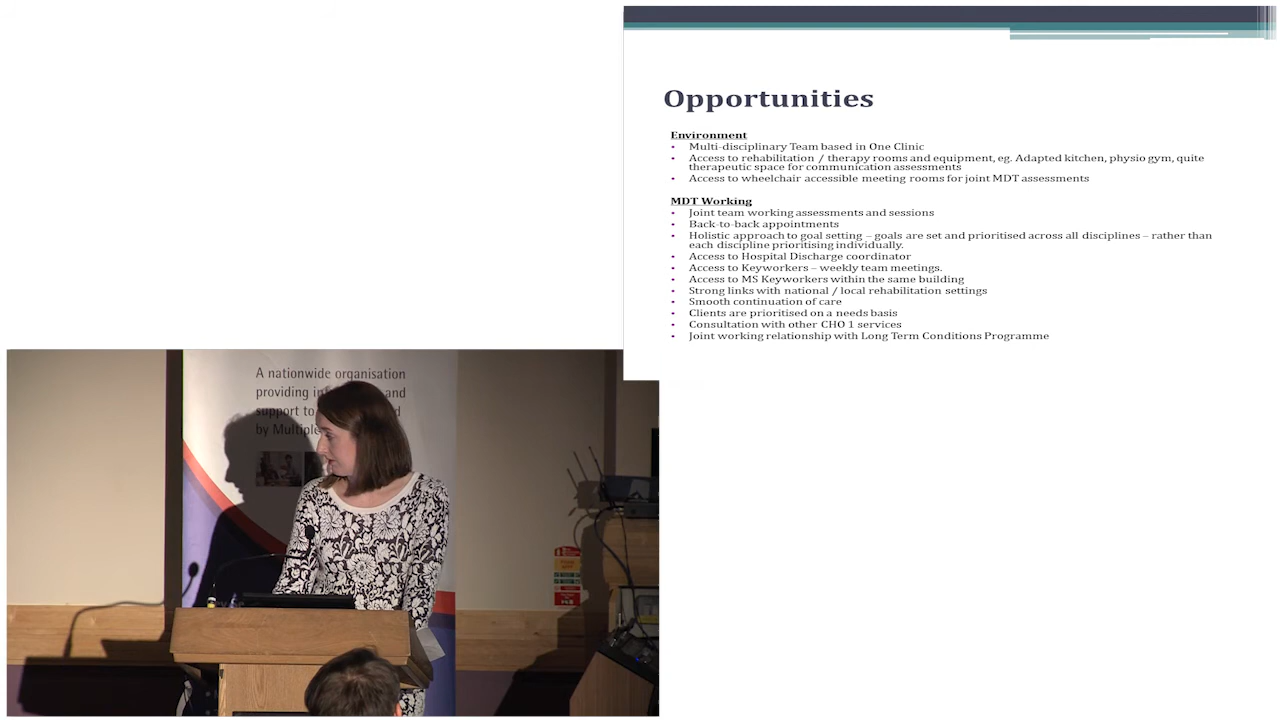 Opportunities
Environment
• Multi-disciplinary Team based in One Clinic
• Access to rehabilitation / therapy rooms and equipment, eg. Adapted kitchen, physio gym, quite
therapeutic space for communication assessments
• Access to wheelchair accessible meeting rooms for joint MDT assessments
MDT Working
• Joint team working assessments and sessions
• Back-to-back appointments
• Holistic approach to goal setting – goals are set and prioritised across all disciplines – rather than
each discipline prioritising individually.
• Access to Hospital Discharge coordinator
• Access to Keyworkers – weekly team meetings.
• Access to MS Keyworkers within the same building
• Strong links with national / local rehabilitation settings
• Smooth continuation of care
• Clients are prioritised on a needs basis
• Consultation with other CHO 1 services
• Joint working relationship with Long Term Conditions Programme
A nationwide organisation
providing and
support to
by